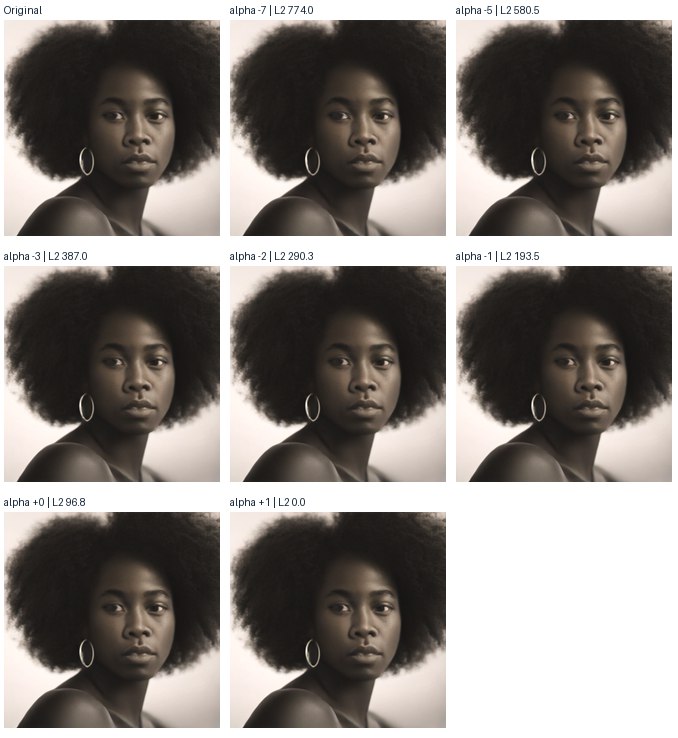 Original
alpha -7 | L2 774.0
alpha -5 | L2 580.5
alpha -3 | L2 387.0
alpha -2 | L2 290.3
alpha -1 | L2 193.5
alpha +0 | L2 96.8
alpha +1 | L2 0.0